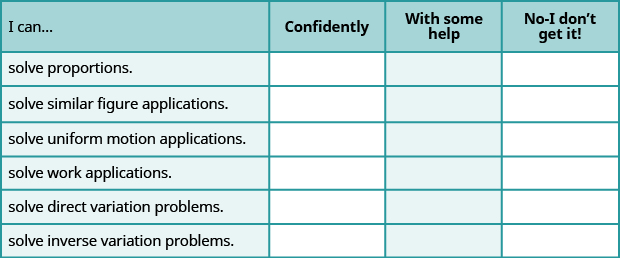 I can...
Confidently
With some
help
No-I don't
get it!
solve proportions.
solve similar figure applications.
solve uniform motion applications.
solve work applications.
solve direct variation problems.
solve inverse variation problems.